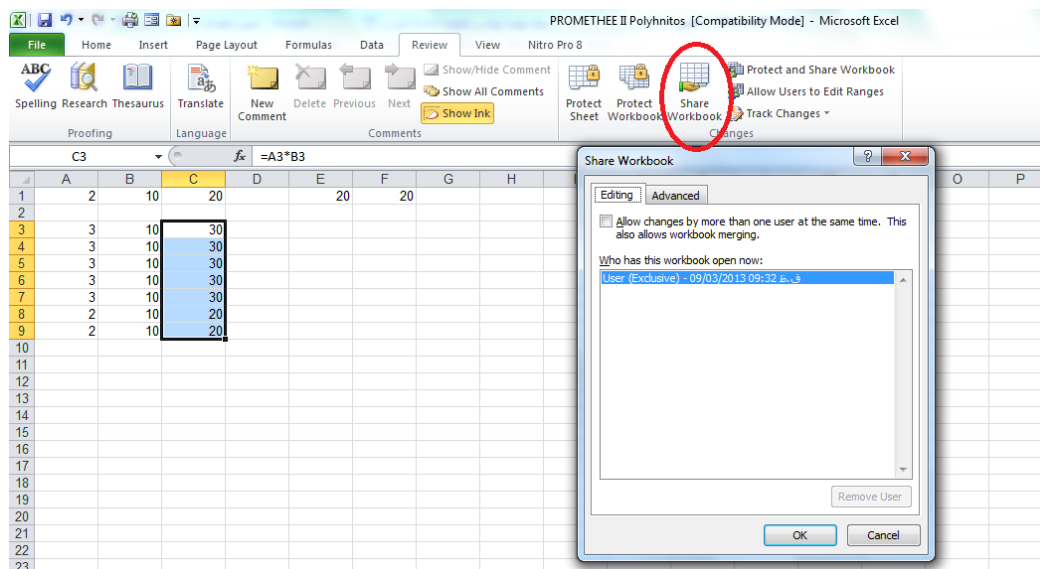 PROMETHEE II Polyhnitos [Compatibility Mode] - Microsoft Excel
File Home Insert Page Layout Formulas Data Review View Nitro Pro 8
ABC
Show/Hide Comment
Protect and Share Workbook
Show All Comments
Allow Users to Edit Ranges
Spelling Research Thesaurus Translate New Comment Delete Previous Next Protect Sheet Protect Workbook Share Workbook
Show Ink
Track Changes
Proofing Language Comments Changes
C3 fx =A3*B3
A B C D E F G H O P
1 2 10 20 20 20
2
3 3 10 30
4 3 10 30
5 3 10 30
6 3 10 30
7 3 10 30
8 2 10 20
9 2 10 20
10
11
12
13
14
15
16
17
18
19
20
21
22
23
Share Workbook
Editing Advanced
Allow changes by more than one user at the same time. This
also allows workbook merging.
Who has this workbook open now:
User (Exclusive) - 09/03/2013 09:32 ق.ظ
Remove User
OK Cancel